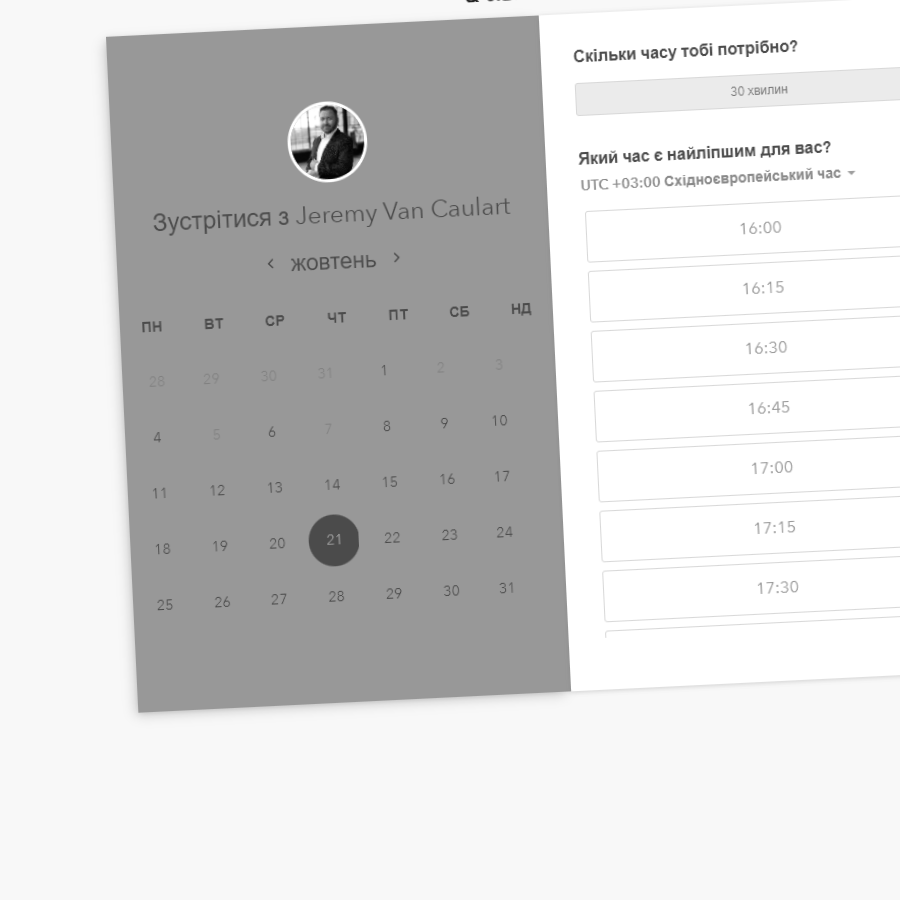 Зустрітися з Jeremy Van Caulart
жовтень
ПН ВТ СР ЧТ ПТ СБ НД
28 29 30 31 1 2 3
4 5 6 7 8 9 10
11 12 13 14 15 16 17
18 19 20 21 22 23 24
25 26 27 28 29 30 31
Скільки часу тобі потрібно?
30 хвилин
Який час є найліпшим для вас?
UTC +03:00 Східноєвропейський час
16:00
16:15
16:30
16:45
17:00
17:15
17:30